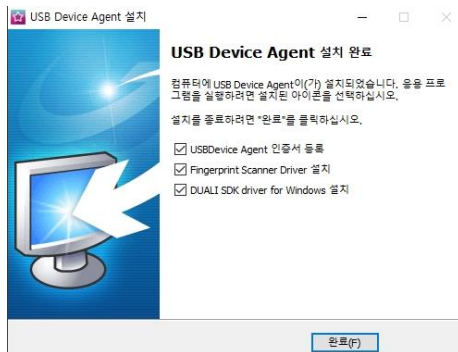 USB Device Agent 설치
USB Device Agent 설치 완료
컴퓨터에 USB Device Agent이(가) 설치되었습니다. 응용 프로
그램을 실행하려면 설치된 아이콘을 선택하십시오.
설치를 종료하려면 "완료"를 클릭하십시오.
USBDevice Agent 인증서 등록
Fingerprint Scanner Driver 설치
DUALI SDK driver for Windows 설치
완료(F)